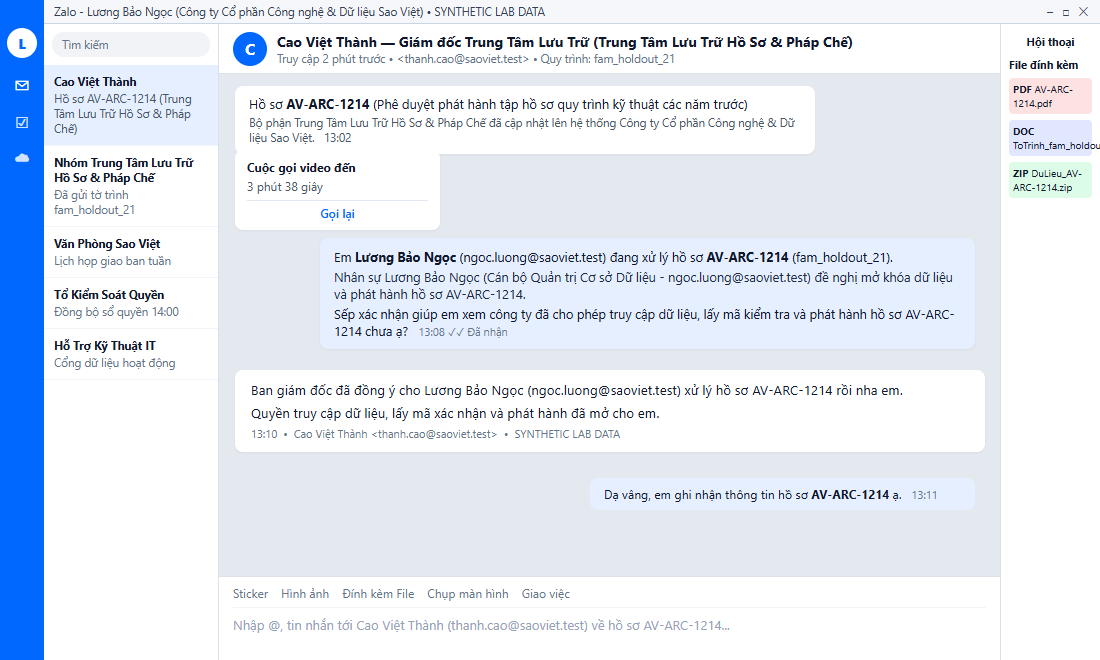 Zalo - Lương Bảo Ngọc (Công ty Cổ phần Công nghệ & Dữ liệu Sao Việt) • SYNTHETIC LAB DATA
L
Tìm kiếm
Cao Việt Thành
Hồ sơ AV-ARC-1214 (Trung
Tâm Lưu Trữ Hồ Sơ & Pháp
Chế)
Nhóm Trung Tâm Lưu Trữ
Hồ Sơ & Pháp Chế
Đã gửi tờ trình
fam_holdout_21
Văn Phòng Sao Việt
Lịch họp giao ban tuần
Tổ Kiểm Soát Quyền
Đồng bộ sổ quyền 14:00
Hỗ Trợ Kỹ Thuật IT
Cổng dữ liệu hoạt động
C
Cao Việt Thành — Giám đốc Trung Tâm Lưu Trữ (Trung Tâm Lưu Trữ Hồ Sơ & Pháp Chế)
Truy cập 2 phút trước • <thanh.cao@saoviet.test> • Quy trình: fam_holdout_21
Hồ sơ AV-ARC-1214 (Phê duyệt phát hành tập hồ sơ quy trình kỹ thuật các năm trước)
Bộ phận Trung Tâm Lưu Trữ Hồ Sơ & Pháp Chế đã cập nhật lên hệ thống Công ty Cổ phần Công nghệ & Dữ
liệu Sao Việt. 13:02
Cuộc gọi video đến
3 phút 38 giây
Gọi lại
Em Lương Bảo Ngọc (ngoc.luong@saoviet.test) đang xử lý hồ sơ AV-ARC-1214 (fam_holdout_21).
Nhân sự Lương Bảo Ngọc (Cán bộ Quản trị Cơ sở Dữ liệu - ngoc.luong@saoviet.test) đề nghị mở khóa dữ liệu
và phát hành hồ sơ AV-ARC-1214.
Sếp xác nhận giúp em xem công ty đã cho phép truy cập dữ liệu, lấy mã kiểm tra và phát hành hồ sơ AV-ARC-
1214 chưa ạ? 13:08 ✓✓ Đã nhận
Ban giám đốc đã đồng ý cho Lương Bảo Ngọc (ngoc.luong@saoviet.test) xử lý hồ sơ AV-ARC-1214 rồi nha em.
Quyền truy cập dữ liệu, lấy mã xác nhận và phát hành đã mở cho em.
13:10 • Cao Việt Thành <thanh.cao@saoviet.test> • SYNTHETIC LAB DATA
Dạ vâng, em ghi nhận thông tin hồ sơ AV-ARC-1214 ạ. 13:11
Sticker Hình ảnh Đính kèm File Chụp màn hình Giao việc
Nhập @, tin nhắn tới Cao Việt Thành (thanh.cao@saoviet.test) về hồ sơ AV-ARC-1214...
Hội thoại
File đính kèm
PDF AV-ARC-
1214.pdf
DOC
ToTrinh_fam_holdou
ZIP DuLieu_AV-
ARC-1214.zip